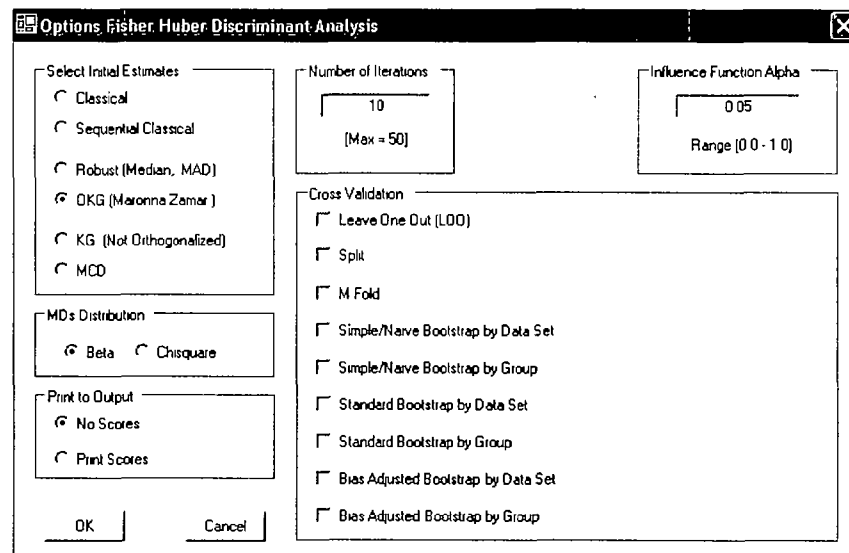 Options Fisher Huber Discriminant Analysis
Select Initial Estimates
Classical
Sequential Classical
Robust (Median, MAD)
OKG (Maronna Zamar)
KG (Not Orthogonalized)
MCD
MDs Distribution
Beta
Chisquare
Print to Output
No Scores
Print Scores
OK
Cancel
Number of Iterations
10
[Max = 50]
Influence Function Alpha
0.05
Range [0.0 - 1.0]
Cross Validation
Leave One Out (LOO)
Split
M Fold
Simple/Naive Bootstrap by Data Set
Simple/Naive Bootstrap by Group
Standard Bootstrap by Data Set
Standard Bootstrap by Group
Bias Adjusted Bootstrap by Data Set
Bias Adjusted Bootstrap by Group